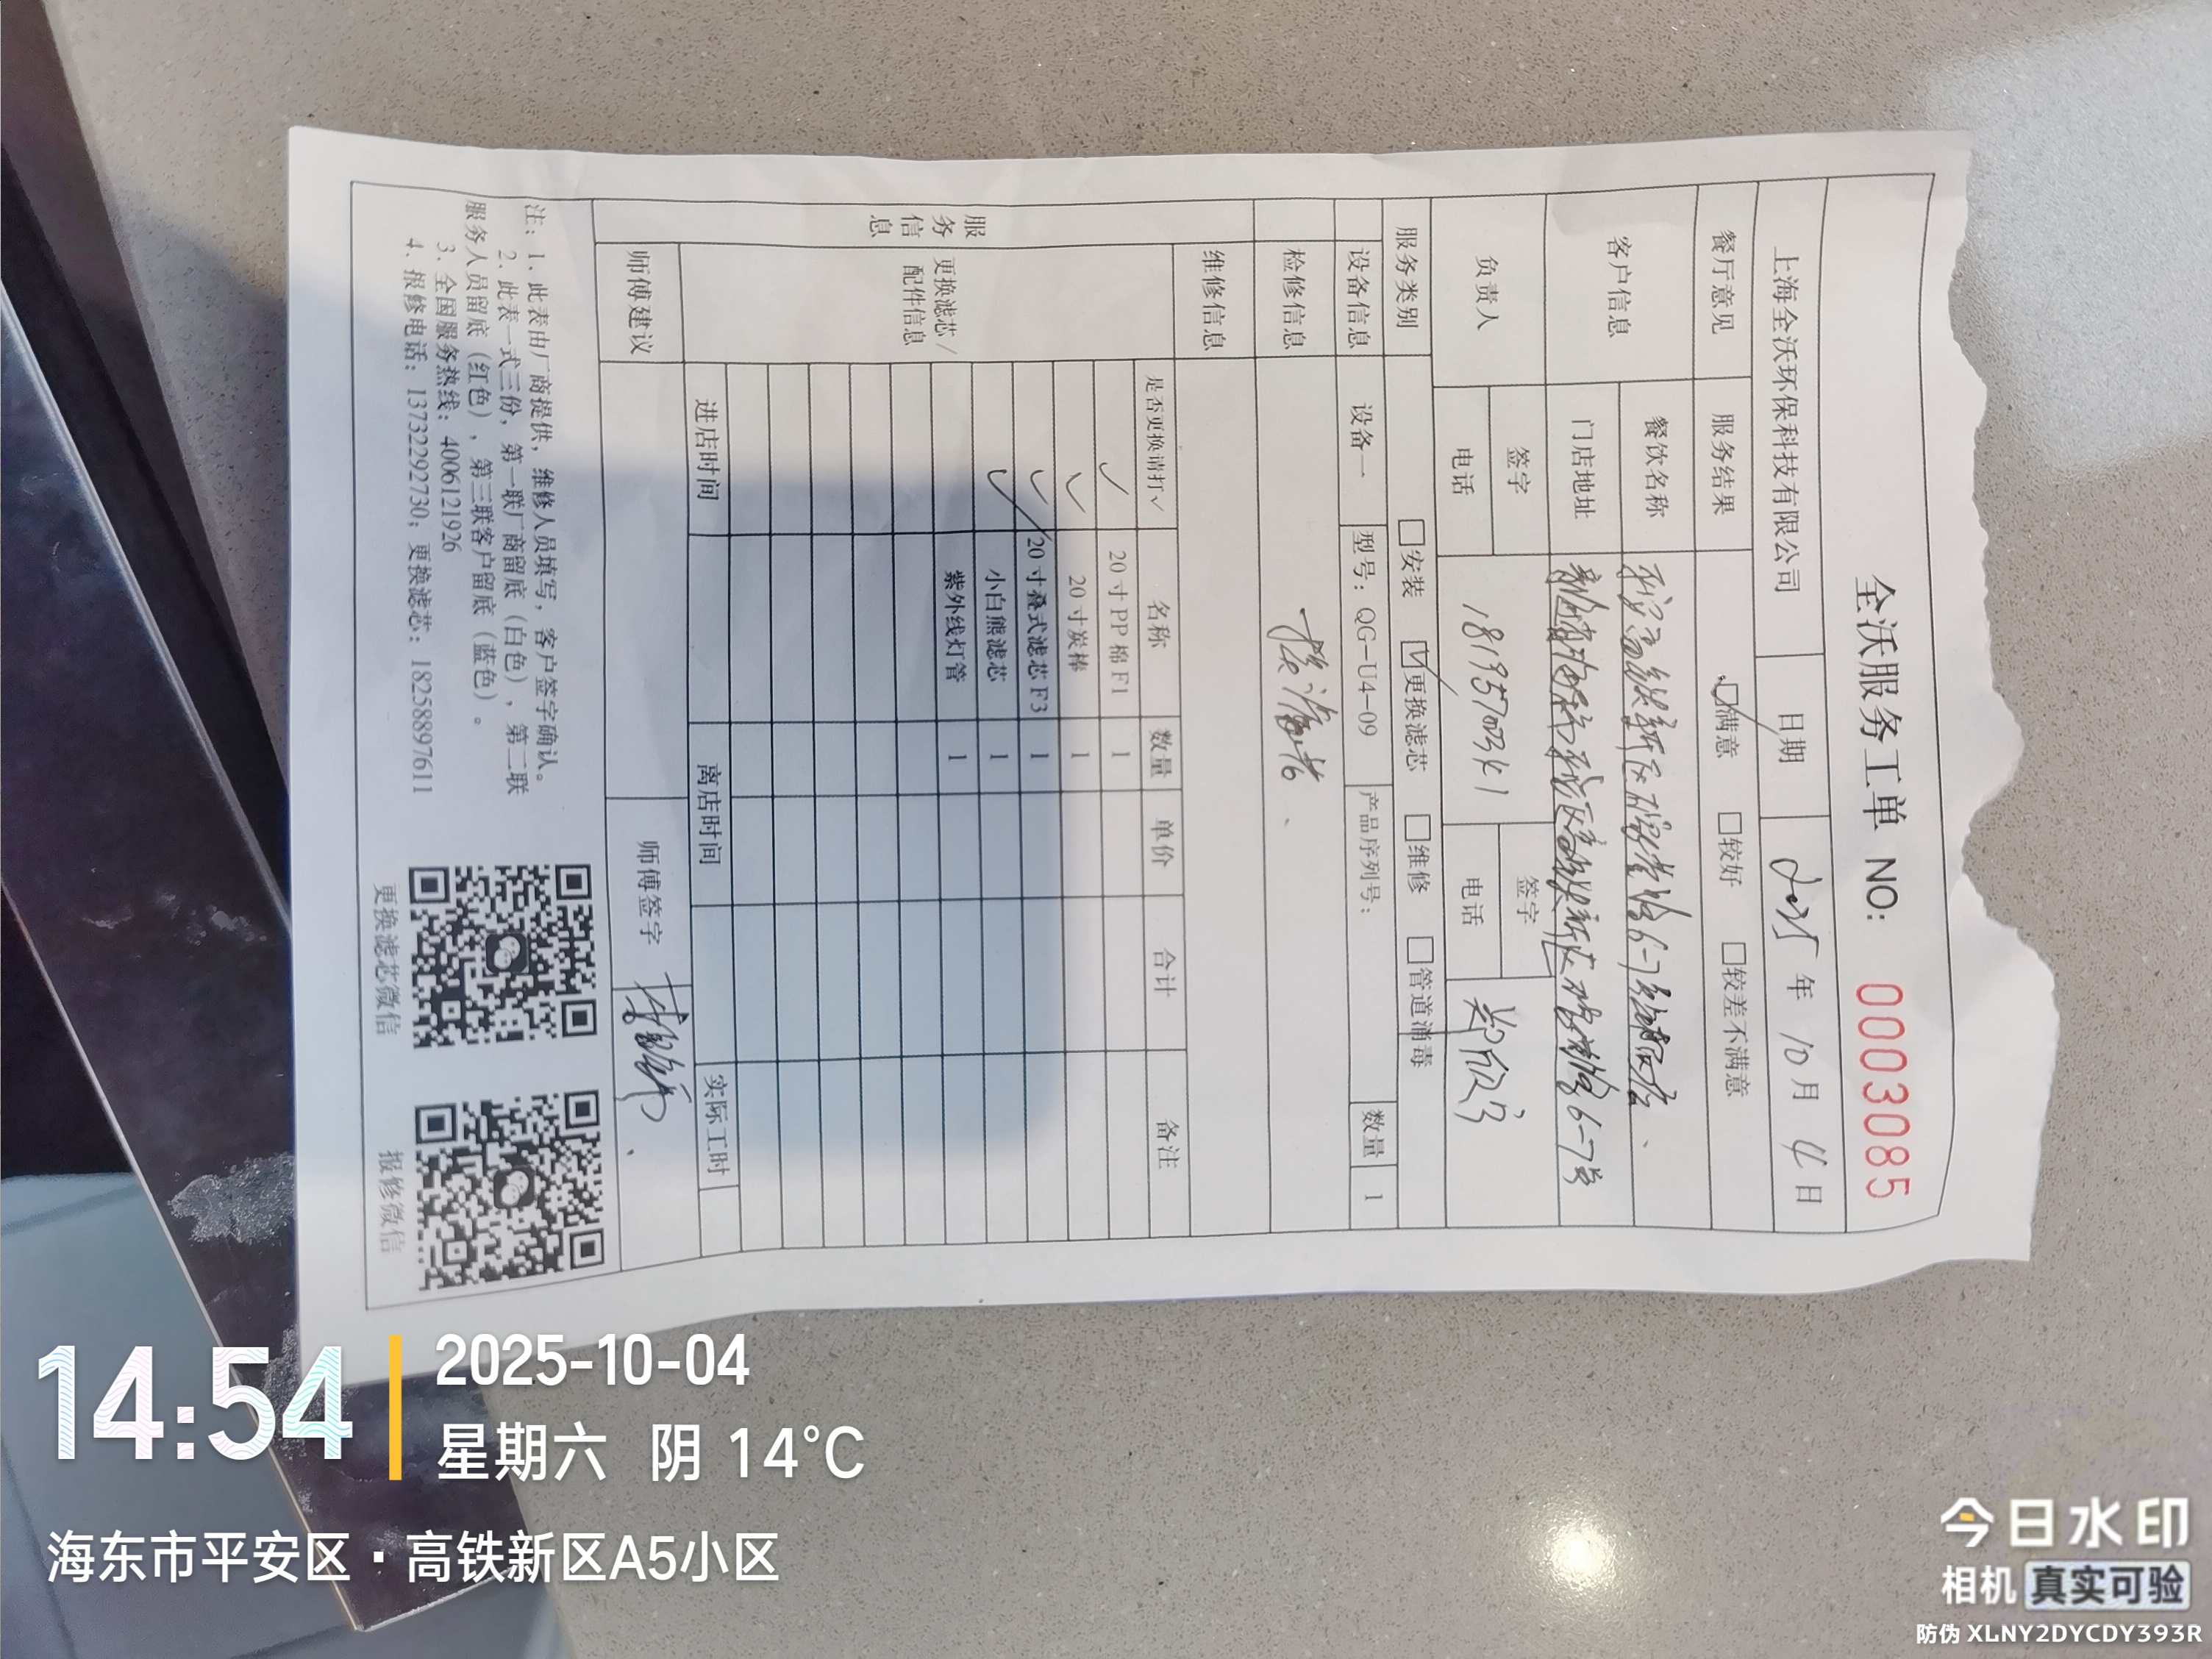 全沃服务工单 NO: 0003085
上海全沃环保科技有限公司 日期 2025 年 10 月 4 日
餐厅意见 服务结果 满意 较好 较差不满意
客户信息 餐饮名称
门店地址
负责人 签字 签字
电话 电话
服务类别 安装 更换滤芯 维修 管道消毒
设备信息 设备一 型号: QG-U4-09 产品序列号: 数量 1
检修信息
维修信息
服务信息
更换滤芯/配件信息
是否更换请打✓ 名称 数量 单价 合计 备注
✓ 20寸PP棉F1 1
✓ 20寸炭棒 1
✓ 20寸叠式滤芯F3 1
✓ 小白熊滤芯 1
紫外线灯管 1
进店时间 离店时间 实际工时
师傅建议 师傅签字
注: 1、此表由厂商提供, 维修人员填写, 客户签字确认。
2、此表一式三份, 第一联厂商留底(白色), 第二联
服务人员留底(红色), 第三联客户留底(蓝色)。
3、全国服务热线: 4006121926
4、报修电话: 13732292730; 更换滤芯: 18258897611
更换滤芯微信 报修微信
14:54
2025-10-04
星期六 阴 14°C
海东市平安区·高铁新区A5小区
今日水印
相机 真实可验
防伪 XLNY2DYCDY393R